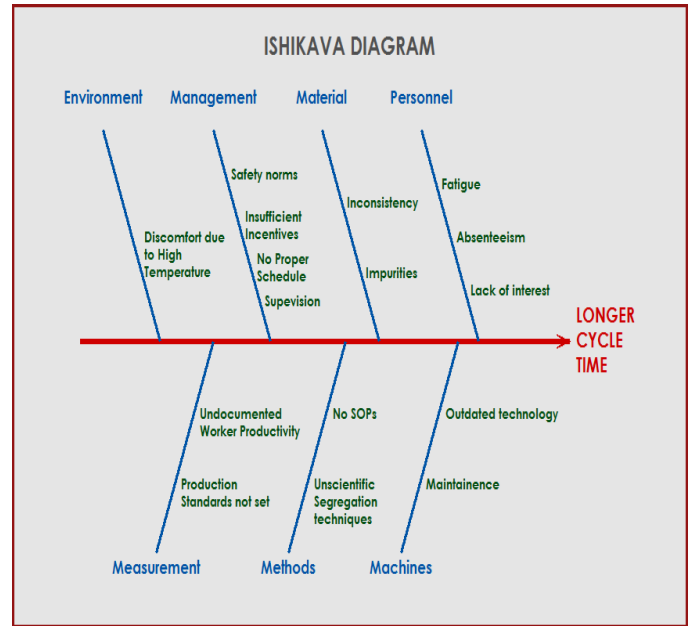 ISHIKAVA DIAGRAM
Environment
Management
Material
Personnel
Discomfort due
to High
Temperature
Safety norms
Insufficient
Incentives
No Proper
Schedule
Supevision
Inconsistency
Impurities
Fatigue
Absenteeism
Lack of interest
LONGER
CYCLE
TIME
Undocumented
Worker Productivity
Production
Standards not set
No SOPs
Unscientific
Segregation
techniques
Outdated technology
Maintainence
Measurement
Methods
Machines